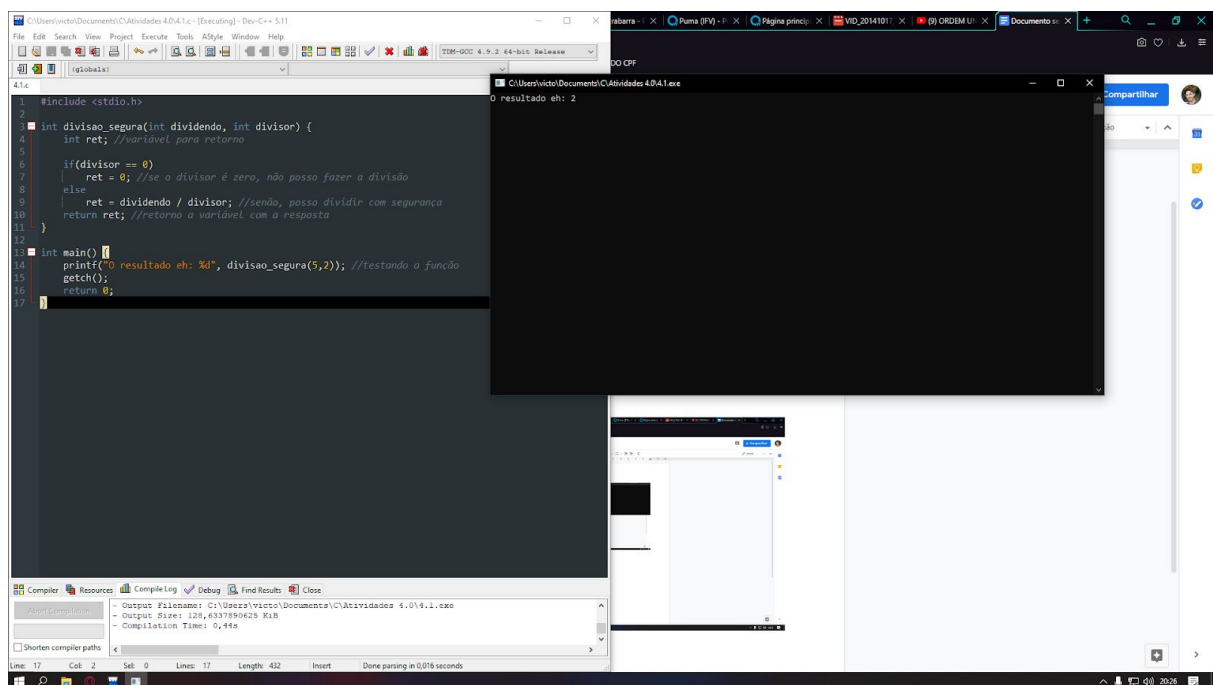 C:\Users\victo\Documents\C\Atividades 4.0\4.1.c - [Executing] - Dev-C++ 5.11
File Edit Search View Project Execute Tools AStyle Window Help
TDM-GCC 4.9.2 64-bit Release
(globals)
4.1.c
1 #include <stdio.h>
2
3 int divisao_segura(int dividendo, int divisor) {
4 int ret; //variável para retorno
5
6 if(divisor == 0)
7 ret = 0; //se o divisor é zero, não posso fazer a divisão
8 else
9 ret = dividendo / divisor; //senão, posso dividir com segurança
10 return ret; //retorno a variável com a resposta
11 }
12
13 int main() {
14 printf("O resultado eh: %d", divisao_segura(5,2)); //testando a função
15 getch();
16 return 0;
17 }
rabarra - Puma (IFV) - P Página princip VID_20141017 (9) ORDEM UN Documento se
DO CPF
C:\Users\victo\Documents\C\Atividades 4.0\4.1.exe
O resultado eh: 2
Compartilhar
ão
31
Compiler Resources Compile Log Debug Find Results Close
Abort Compilation
- Output Filename: C:\Users\victo\Documents\C\Atividades 4.0\4.1.exe
- Output Size: 128,6337890625 KiB
- Compilation Time: 0,44s
Shorten compiler paths
Line: 17 Col: 2 Sel: 0 Lines: 17 Length: 432 Insert Done parsing in 0,016 seconds
20:26